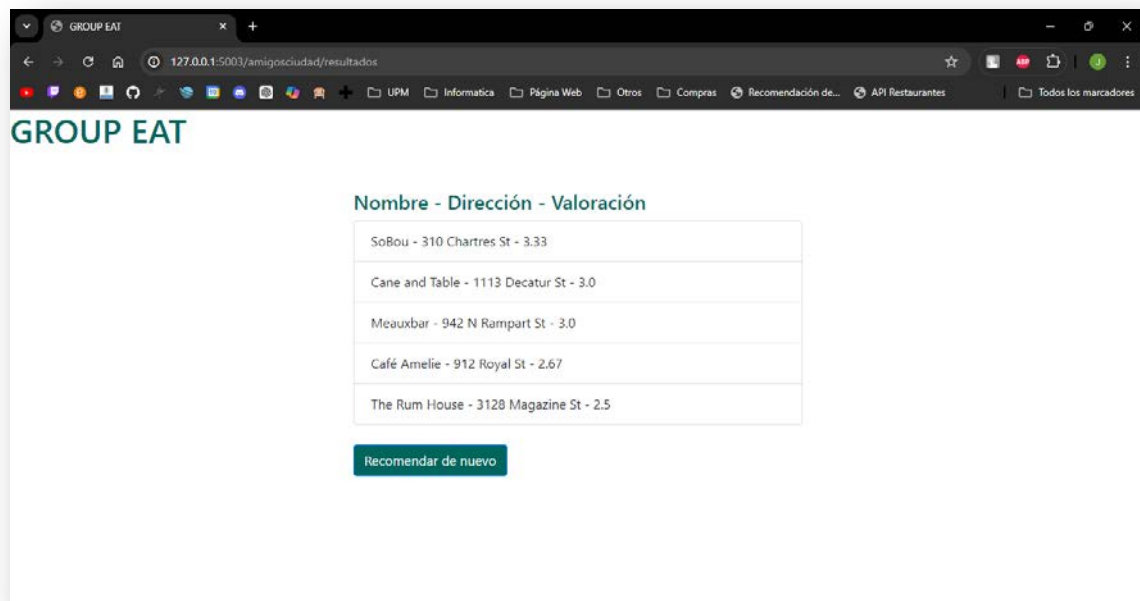 GROUP EAT
127.0.0.1:5003/amigosciudad/resultados
UPM Informatica Página Web Otros Compras Recomendación de... API Restaurantes Todos los marcadores
GROUP EAT
Nombre - Dirección - Valoración
SoBou - 310 Chartres St - 3.33
Cane and Table - 1113 Decatur St - 3.0
Meauxbar - 942 N Rampart St - 3.0
Café Amelie - 912 Royal St - 2.67
The Rum House - 3128 Magazine St - 2.5
Recomendar de nuevo